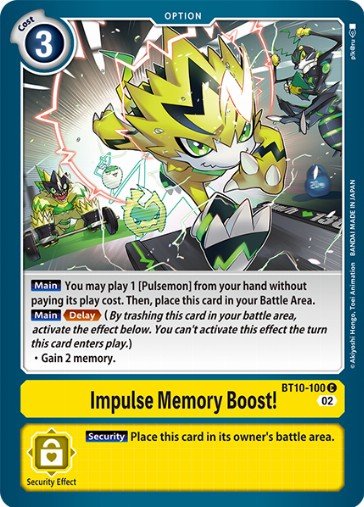 OPTION
Cost
3
[Main] You may play 1 [Pulsemon] from your hand without
paying its play cost. Then, place this card in your Battle Area.
[Main] [Delay] (By trashing this card in your battle area,
activate the effect below. You can't activate this effect the turn
this card enters play.)
・Gain 2 memory.
©Akiyoshi Hongo, Toei Animation BANDAI MADE IN JAPAN
BT10-100 C
Impulse Memory Boost!
02
[Security] Place this card in its owner's battle area.
Security Effect